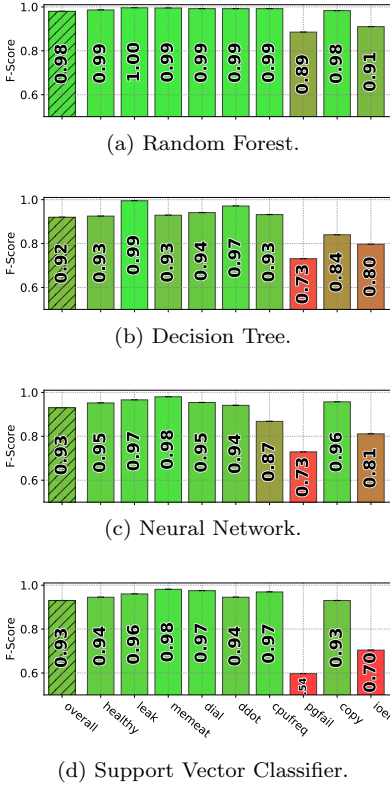 F-Score
1.0
0.8
0.6
0.98 0.99 1.00 0.99 0.99 0.99 0.99 0.89 0.98 0.91
(a) Random Forest.
F-Score
1.0
0.8
0.6
0.92 0.93 0.99 0.93 0.94 0.97 0.93 0.73 0.84 0.80
(b) Decision Tree.
F-Score
1.0
0.8
0.6
0.93 0.95 0.97 0.98 0.95 0.94 0.87 0.73 0.96 0.81
(c) Neural Network.
F-Score
1.0
0.8
0.6
0.93 0.94 0.96 0.98 0.97 0.94 0.97 .54 0.93 0.70
overall healthy leak memeat dial ddot cpufreq pgfail copy
(d) Support Vector Classifier.